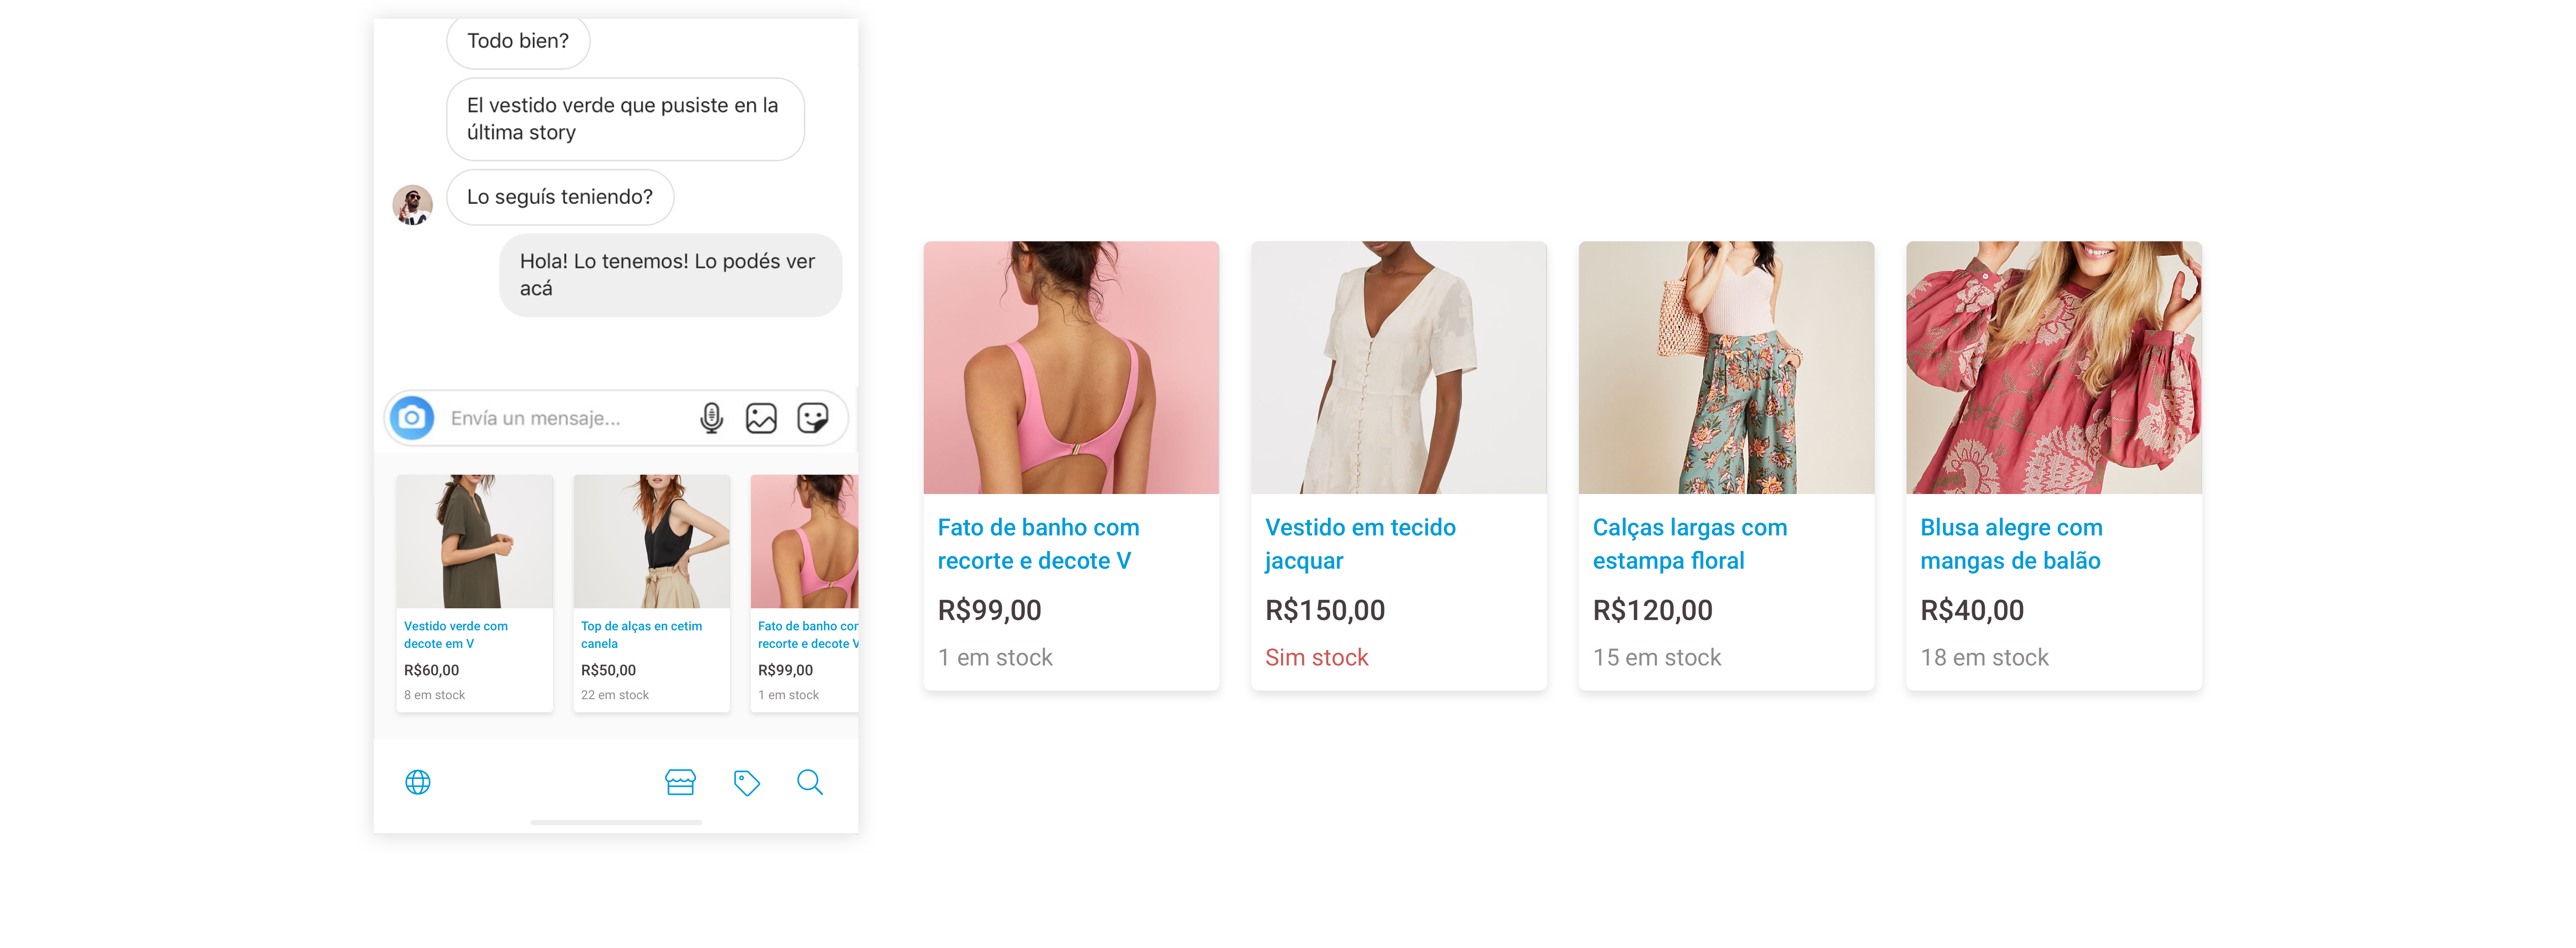 Todo bien?
El vestido verde que pusiste en la
última story
Lo seguís teniendo?
Hola! Lo tenemos! Lo podés ver
acá
Envía un mensaje...
Vestido verde com
decote em V
R$60,00
8 em stock
Top de alças en cetim
canela
R$50,00
22 em stock
Fato de banho cor
recorte e decote V
R$99,00
1 em stock
Fato de banho com
recorte e decote V
R$99,00
1 em stock
Vestido em tecido
jacquar
R$150,00
Sim stock
Calças largas com
estampa floral
R$120,00
15 em stock
Blusa alegre com
mangas de balão
R$40,00
18 em stock